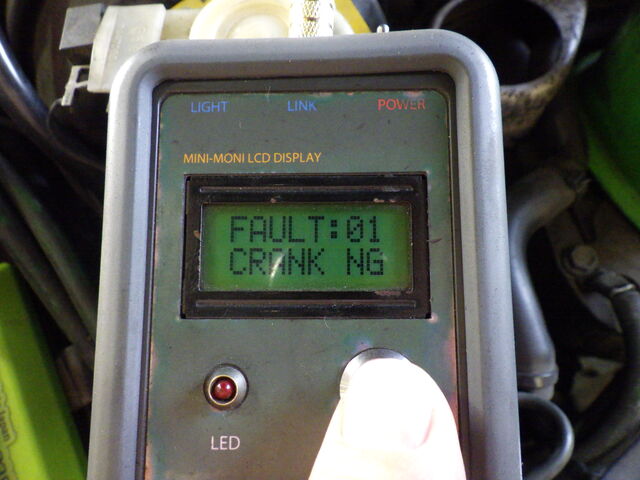 LIGHT LINK POWER
MINI-MONI LCD DISPLAY
FAULT:01
CRANK NG
LED